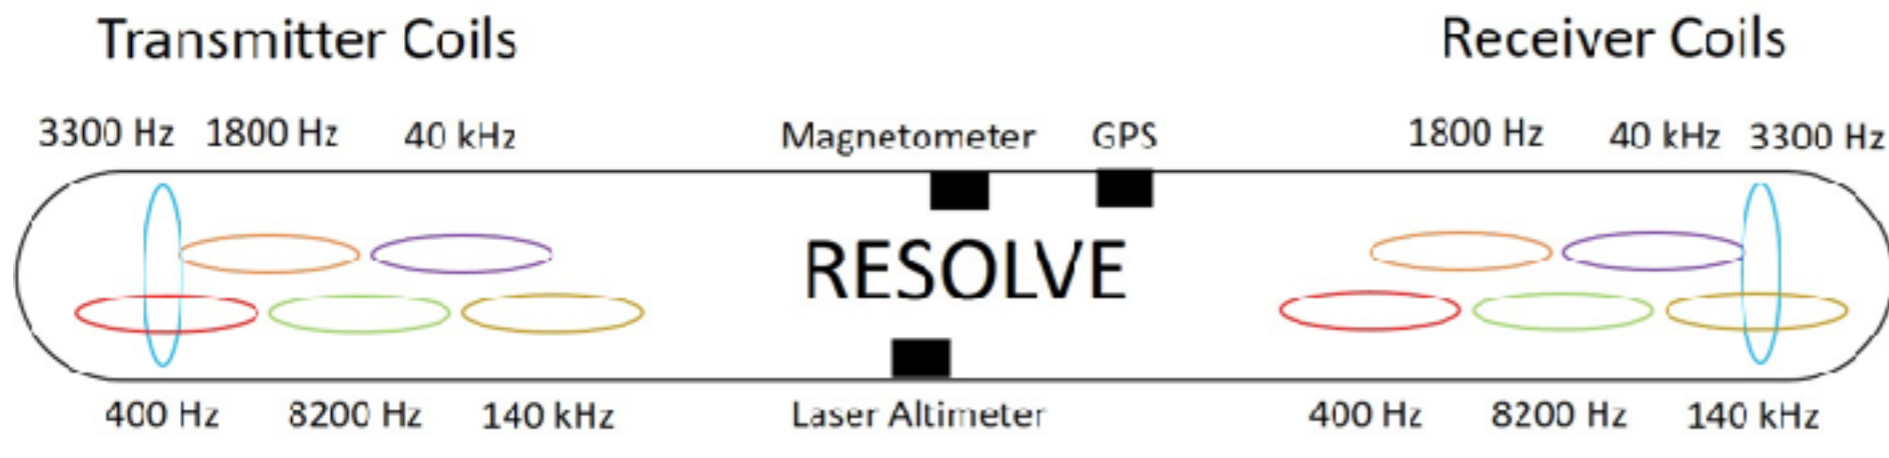 Transmitter Coils
Receiver Coils
3300 Hz 1800 Hz 40 kHz
Magnetometer GPS
1800 Hz 40 kHz 3300 Hz
RESOLVE
400 Hz 8200 Hz 140 kHz
Laser Altimeter
400 Hz 8200 Hz 140 kHz